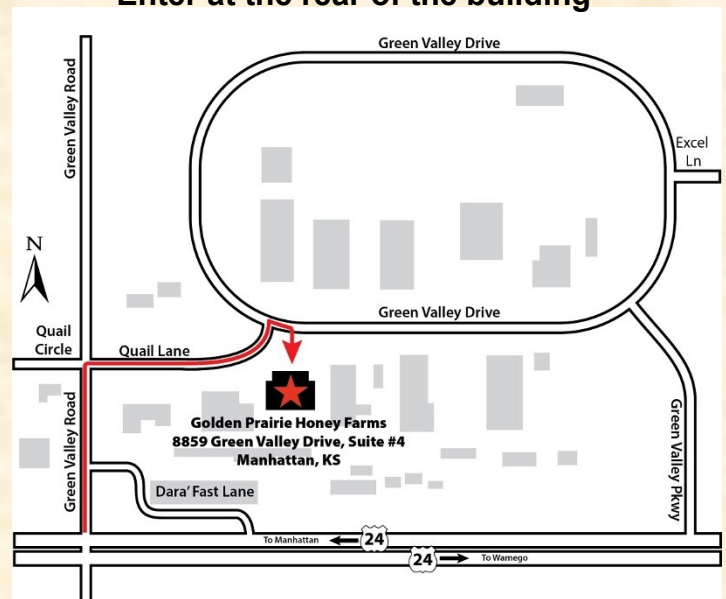 Enter at the rear of the building
Green Valley Drive
Green Valley Road
Excel
Ln
N
Green Valley Drive
Quail
Circle
Quail Lane
Golden Prairie Honey Farms
8859 Green Valley Drive, Suite #4
Manhattan, KS
Green Valley Road
Green Valley Pkwy
Dara' Fast Lane
To Manhattan 24
24 To Wamego